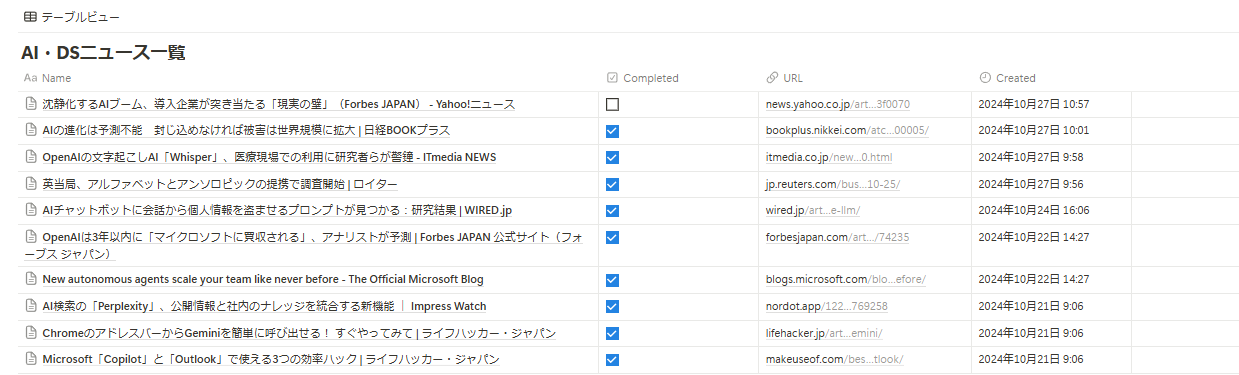 テーブルビュー
AI・DSニュース一覧
Aa Name Completed URL Created
沈静化するAIブーム、導入企業が突き当たる「現実の壁」（Forbes JAPAN） - Yahoo!ニュース news.yahoo.co.jp/art...3f0070 2024年10月27日 10:57
AIの進化は予測不能　封じ込めなければ被害は世界規模に拡大 | 日経BOOKプラス bookplus.nikkei.com/atc...00005/ 2024年10月27日 10:01
OpenAIの文字起こしAI「Whisper」、医療現場での利用に研究者らが警鐘 - ITmedia NEWS itmedia.co.jp/new...0.html 2024年10月27日 9:58
英当局、アルファベットとアンソロピックの提携で調査開始 | ロイター jp.reuters.com/bus...10-25/ 2024年10月27日 9:56
AIチャットボットに会話から個人情報を盗ませるプロンプトが見つかる：研究結果 | WIRED.jp wired.jp/art...e-llm/ 2024年10月24日 16:06
OpenAIは3年以内に「マイクロソフトに買収される」、アナリストが予測 | Forbes JAPAN 公式サイト（フォ forbesjapan.com/art.../74235 2024年10月22日 14:27
ーブス ジャパン）
New autonomous agents scale your team like never before - The Official Microsoft Blog blogs.microsoft.com/blo...efore/ 2024年10月22日 14:27
AI検索の「Perplexity」、公開情報と社内のナレッジを統合する新機能 ｜ Impress Watch nordot.app/122...769258 2024年10月21日 9:06
ChromeのアドレスバーからGeminiを簡単に呼び出せる！ すぐやってみて | ライフハッカー・ジャパン lifehacker.jp/art...emini/ 2024年10月21日 9:06
Microsoft「Copilot」と「Outlook」で使える3つの効率ハック | ライフハッカー・ジャパン makeuseof.com/bes...tlook/ 2024年10月21日 9:06